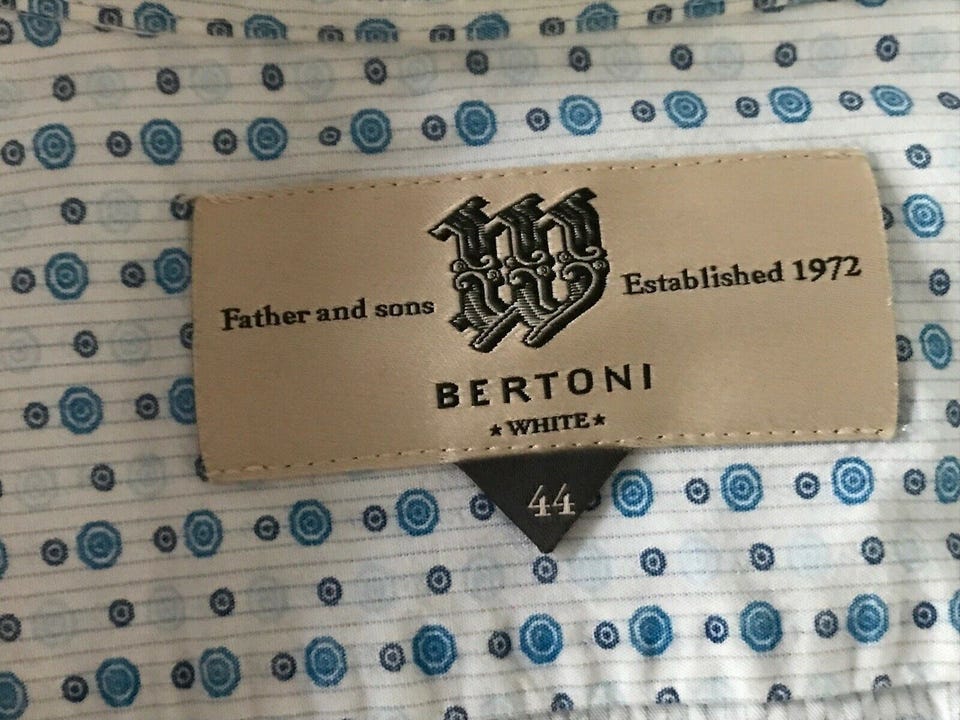 W
Father and sons
Established 1972
BERTONI
★ WHITE ★
44